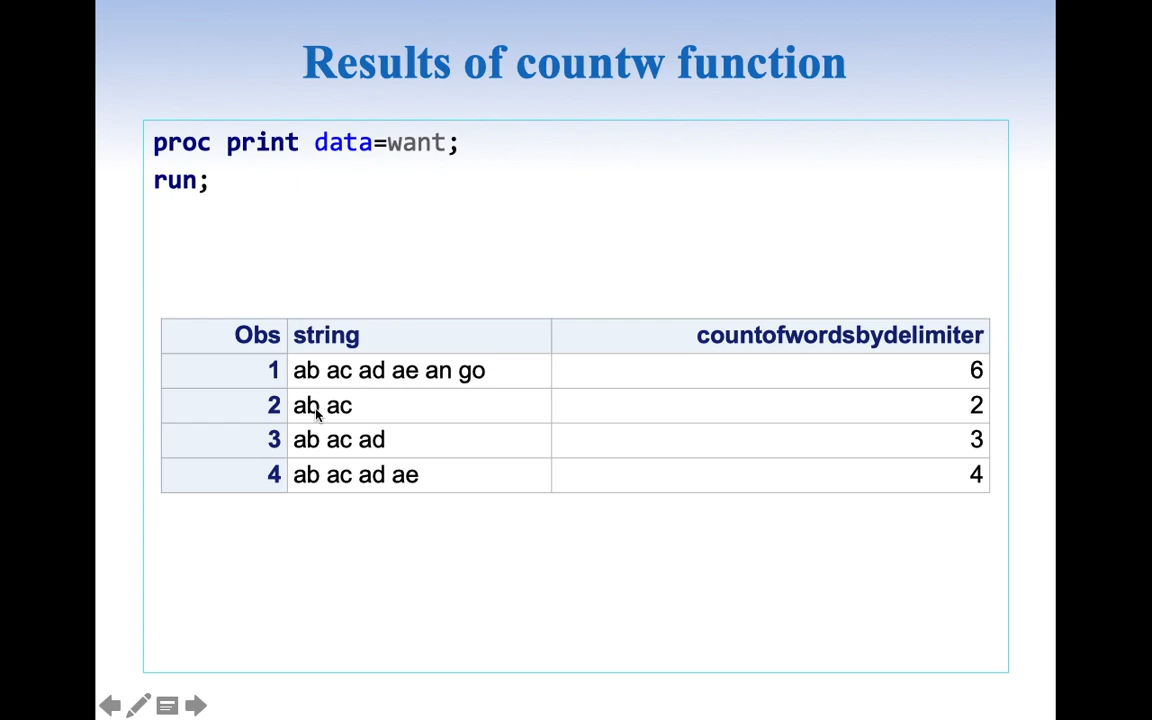 Results of countw function
proc print data=want;
run;
Obs string countofwordsbydelimiter
1 ab ac ad ae an go 6
2 ab ac 2
3 ab ac ad 3
4 ab ac ad ae 4